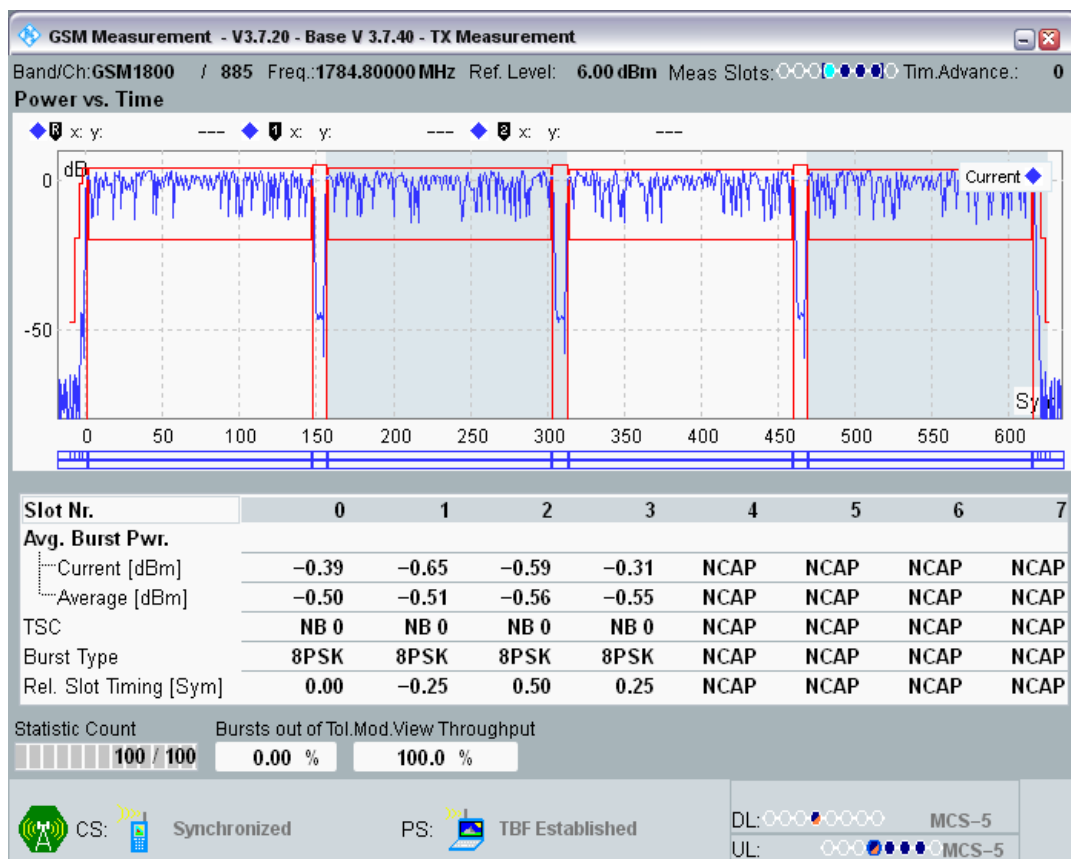 GSM Measurement - V3.7.20 - Base V 3.7.40 - TX Measurement
Band/Ch:GSM1800 / 885 Freq.:1784.80000 MHz Ref. Level: 6.00 dBm Meas Slots: Tim.Advance.: 0
Power vs. Time
R x: y: --- 1 x: y: --- 2 x: y: ---
dB
Current
0
-50
Sy
0 50 100 150 200 250 300 350 400 450 500 550 600
Slot Nr. 0 1 2 3 4 5 6 7
Avg. Burst Pwr.
Current [dBm] −0.39 −0.65 −0.59 −0.31 NCAP NCAP NCAP NCAP
Average [dBm] −0.50 −0.51 −0.56 −0.55 NCAP NCAP NCAP NCAP
TSC NB 0 NB 0 NB 0 NB 0 NCAP NCAP NCAP NCAP
Burst Type 8PSK 8PSK 8PSK 8PSK NCAP NCAP NCAP NCAP
Rel. Slot Timing [Sym] 0.00 −0.25 0.50 0.25 NCAP NCAP NCAP NCAP
Statistic Count Bursts out of Tol.Mod.View Throughput
100 / 100 0.00 % 100.0 %
CS: Synchronized PS: TBF Established
DL: MCS−5
UL: MCS−5